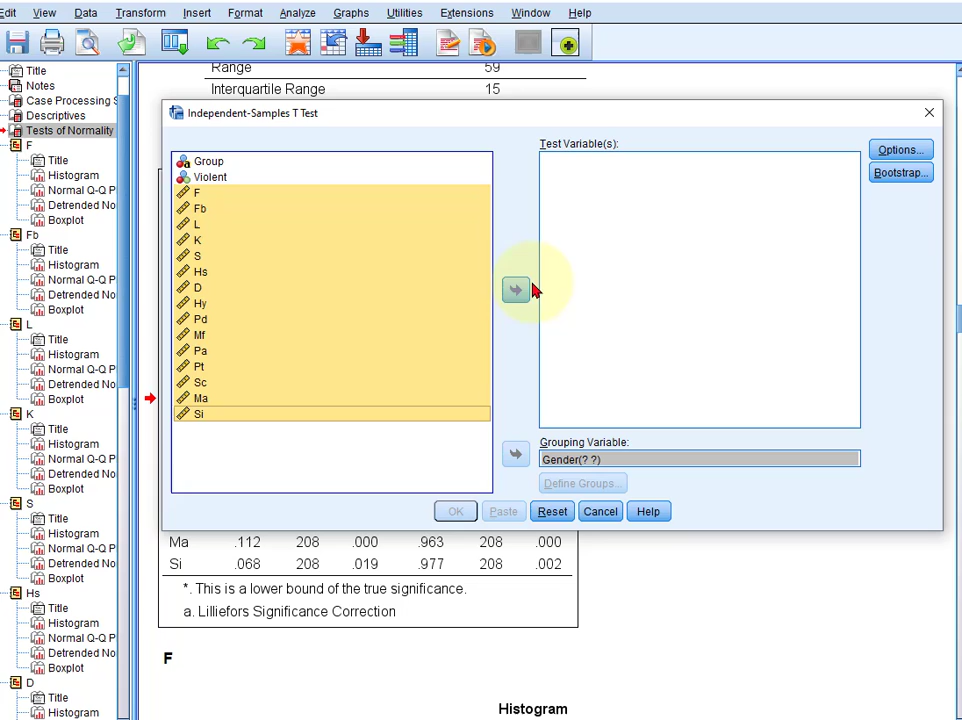 Edit View Data Transform Insert Format Analyze Graphs Utilities Extensions Window Help
Title
Notes
Case Processing S
Descriptives
Tests of Normality
F
Title
Histogram
Normal Q-Q P
Detrended No
Boxplot
Fb
Title
Histogram
Normal Q-Q P
Detrended No
Boxplot
L
Title
Histogram
Normal Q-Q P
Detrended No
Boxplot
K
Title
Histogram
Normal Q-Q P
Detrended No
Boxplot
S
Title
Histogram
Normal Q-Q P
Detrended No
Boxplot
Hs
Title
Histogram
Normal Q-Q P
Detrended No
Boxplot
D
Title
Histogram
Range 59
Interquartile Range 15
Independent-Samples T Test
Group
Violent
F
Fb
L
K
S
Hs
D
Hy
Pd
Mf
Pa
Pt
Sc
Ma
Si
Test Variable(s):
Options...
Bootstrap...
Grouping Variable:
Gender(? ?)
Define Groups...
OK Paste Reset Cancel Help
Ma .112 208 .000 .963 208 .000
Si .068 208 .019 .977 208 .002
*. This is a lower bound of the true significance.
a. Lilliefors Significance Correction
F
Histogram